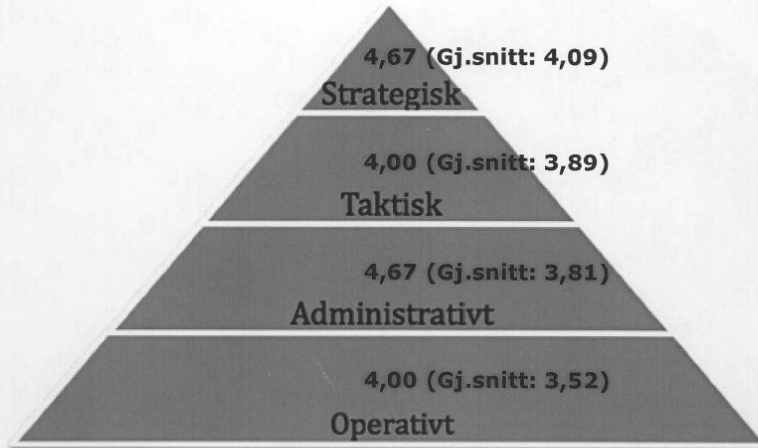 4,67 (Gj.snitt: 4,09)
Strategisk
4,00 (Gj.snitt: 3,89)
Taktisk
4,67 (Gj.snitt: 3,81)
Administrativt
4,00 (Gj.snitt: 3,52)
Operativt